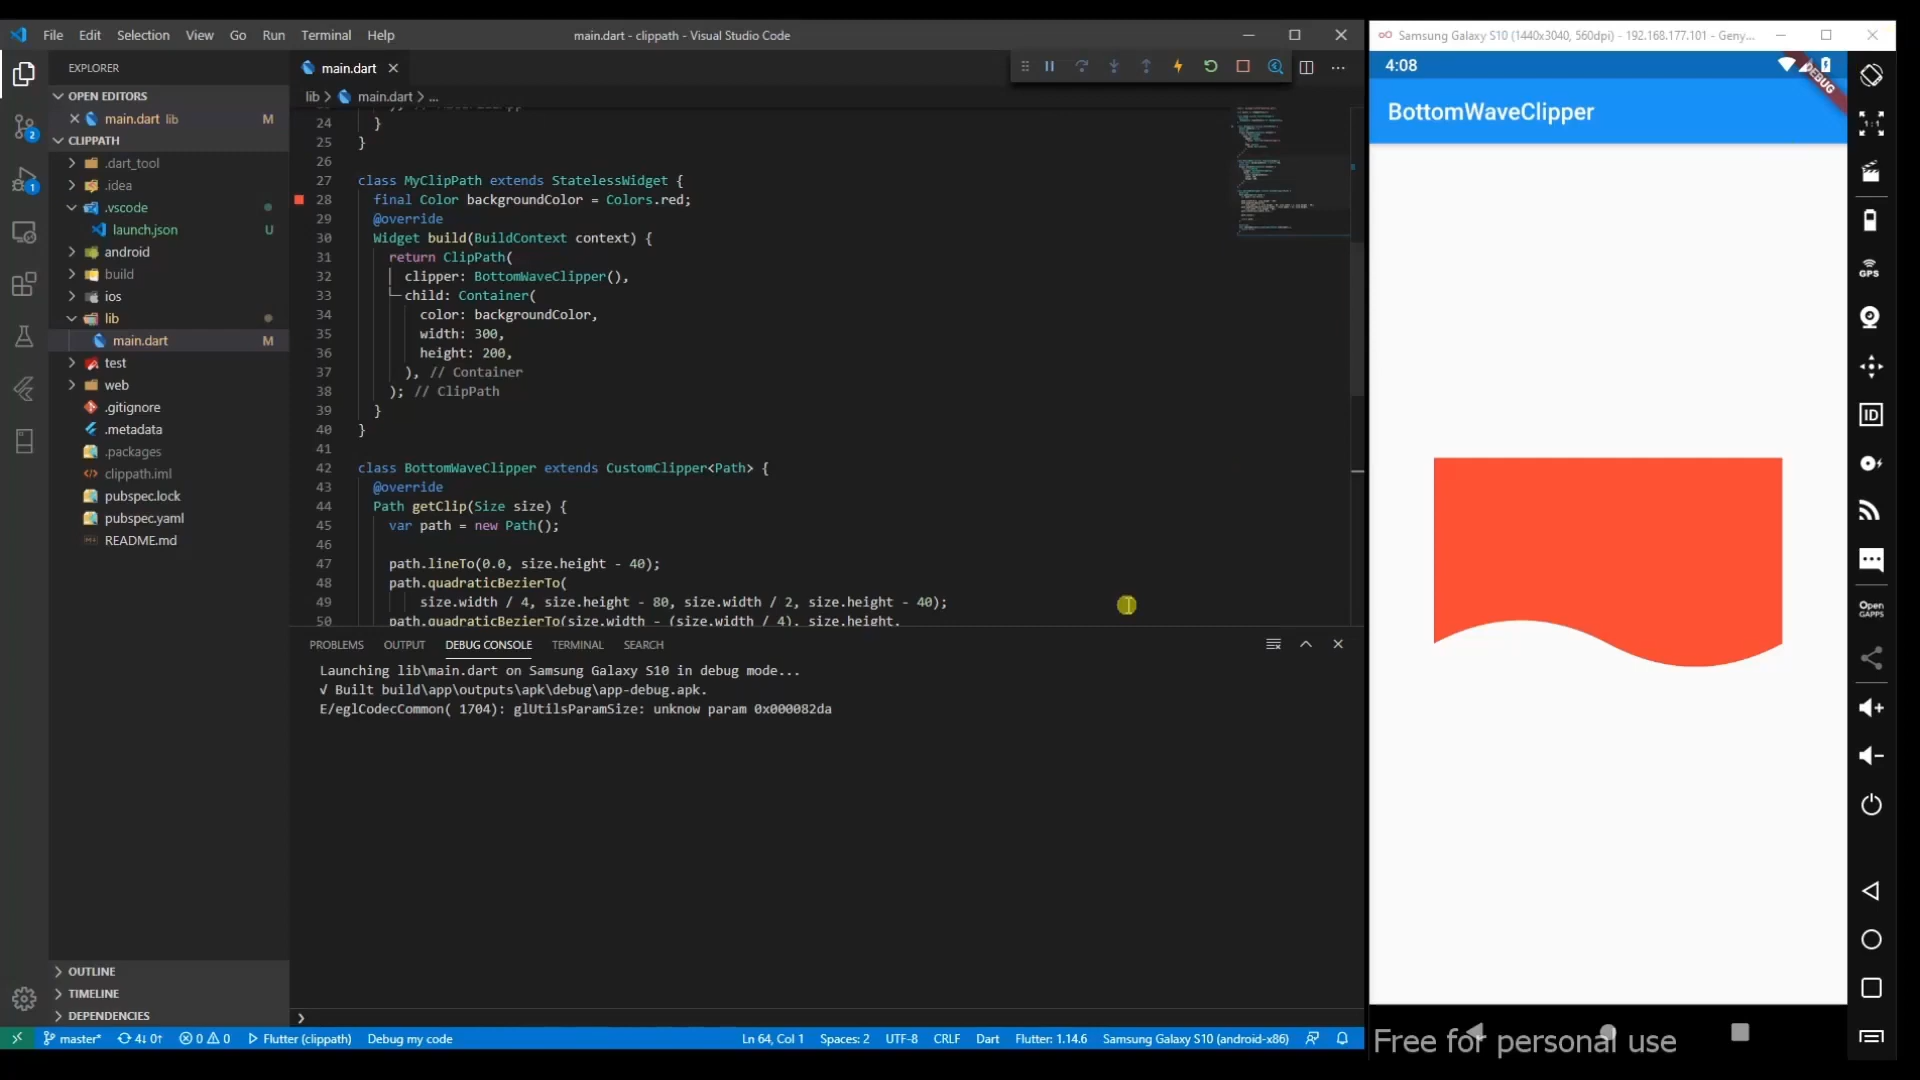 File Edit Selection View Go Run Terminal Help
main.dart - clippath - Visual Studio Code
EXPLORER
OPEN EDITORS
main.dart lib M
CLIPPATH
.dart_tool
.idea
.vscode
launch.json U
android
build
ios
lib
main.dart M
test
web
.gitignore
.metadata
.packages
clippath.iml
pubspec.lock
pubspec.yaml
README.md
OUTLINE
TIMELINE
DEPENDENCIES
2
1
main.dart
lib > main.dart > ...
24 }
25 }
26
27 class MyClipPath extends StatelessWidget {
28 final Color backgroundColor = Colors.red;
29 @override
30 Widget build(BuildContext context) {
31 return ClipPath(
32 clipper: BottomWaveClipper(),
33 child: Container(
34 color: backgroundColor,
35 width: 300,
36 height: 200,
37 ), // Container
38 ); // ClipPath
39 }
40 }
41
42 class BottomWaveClipper extends CustomClipper<Path> {
43 @override
44 Path getClip(Size size) {
45 var path = new Path();
46
47 path.lineTo(0.0, size.height - 40);
48 path.quadraticBezierTo(
49 size.width / 4, size.height - 80, size.width / 2, size.height - 40);
50 path.quadraticBezierTo(size.width - (size.width / 4), size.height,
PROBLEMS OUTPUT DEBUG CONSOLE TERMINAL SEARCH
Launching lib\main.dart on Samsung Galaxy S10 in debug mode...
√ Built build\app\outputs\apk\debug\app-debug.apk.
E/eglCodecCommon( 1704): glUtilsParamSize: unknow param 0x000082da
master* 4↓ 0↑ 0 0 Flutter (clippath) Debug my code
Ln 64, Col 1 Spaces: 2 UTF-8 CRLF Dart Flutter: 1.14.6 Samsung Galaxy S10 (android-x86)
Samsung Galaxy S10 (1440x3040, 560dpi) - 192.168.177.101 - Geny...
4:08
DEBUG
BottomWaveClipper
1:1
GPS
ID
Open GAPPS
Free for personal use